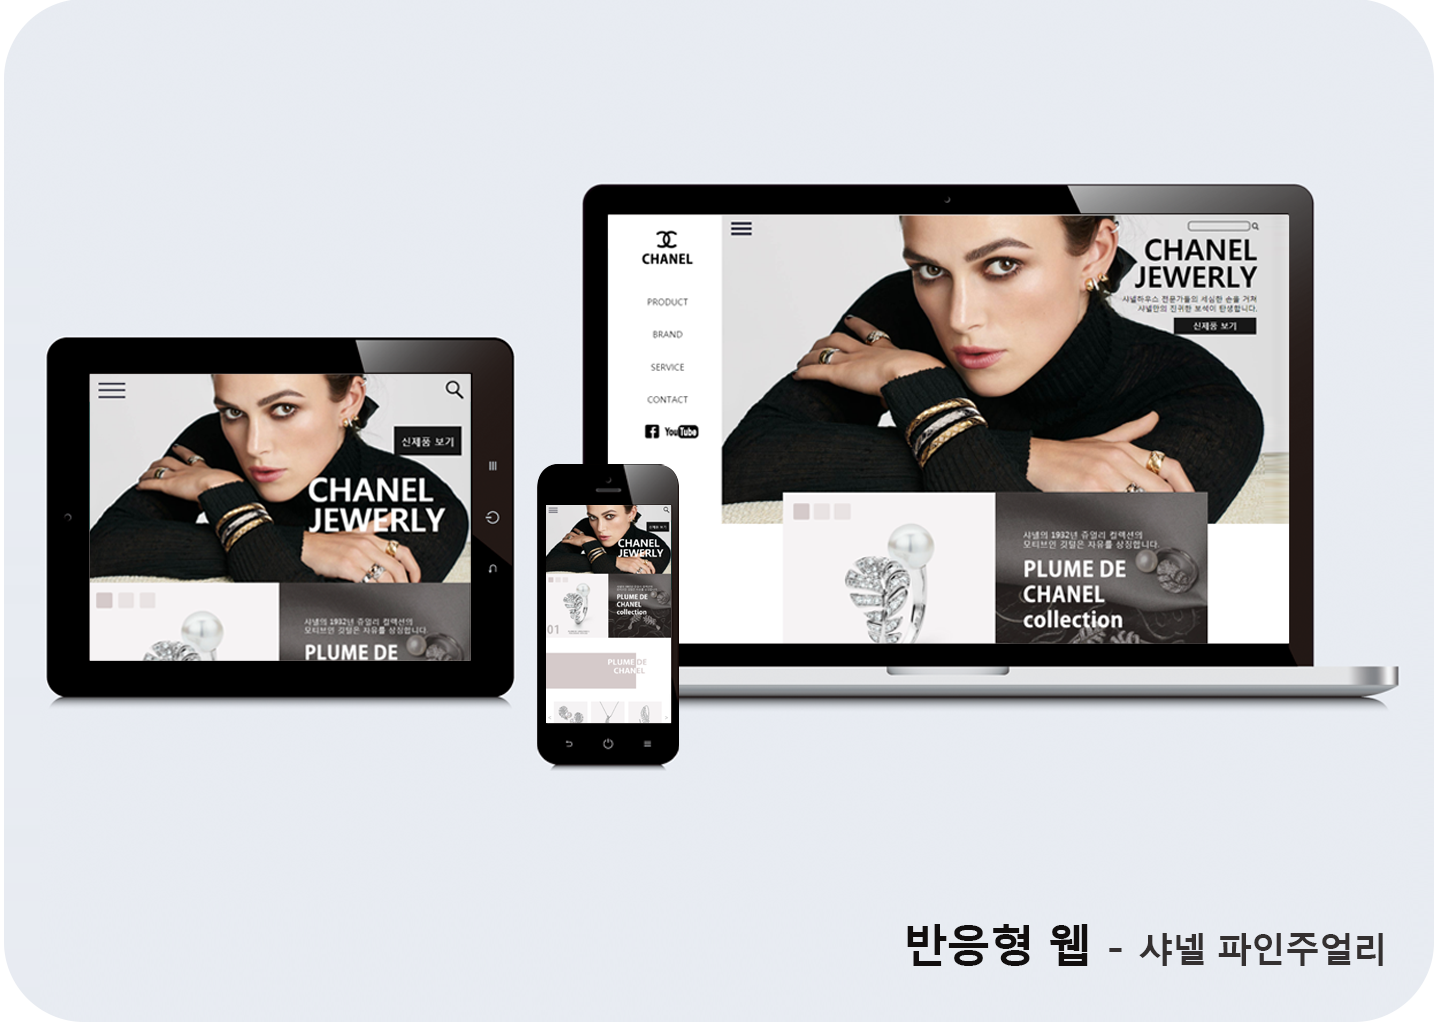 CHANEL
PRODUCT
BRAND
SERVICE
CONTACT
YouTube
CHANEL
JEWERLY
샤넬하우스 전문가들의 세심한 손을 거쳐
샤넬만의 진귀한 보석이 탄생합니다.
신제품 보기
샤넬의 1932년 쥬얼리 컬렉션의
모티브인 깃털은 자유를 상징합니다.
PLUME DE
CHANEL
collection
신제품 보기
CHANEL
JEWERLY
샤넬의 1932년 쥬얼리 컬렉션의
모티브인 깃털은 자유를 상징합니다
PLUME DE
신제품 보기
CHANEL
JEWERLY
PLUME DE
CHANEL
collection
01
PLUME DE
CHANEL
반응형 웹 - 샤넬 파인주얼리